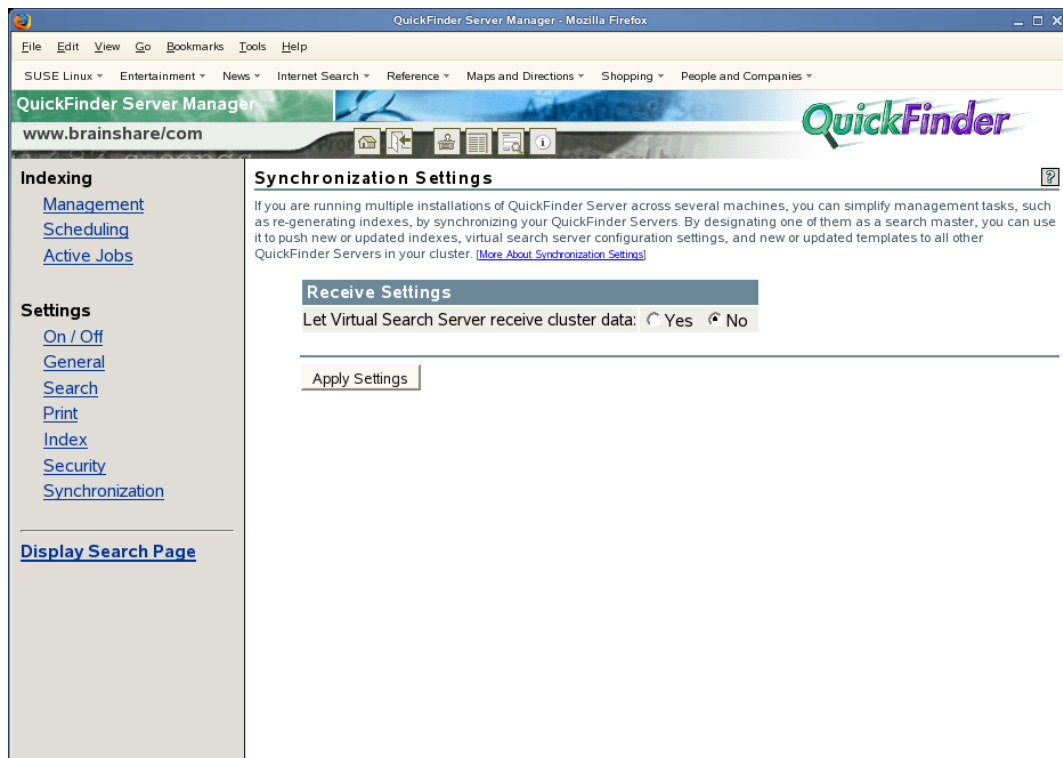 QuickFinder Server Manager - Mozilla Firefox
File Edit View Go Bookmarks Tools Help
SUSE Linux Entertainment News Internet Search Reference Maps and Directions Shopping People and Companies
QuickFinder Server Manager
Advanced Sea
QuickFinder
www.brainshare/com
Indexing
Management
Scheduling
Active Jobs
Settings
On / Off
General
Search
Print
Index
Security
Synchronization
Display Search Page
Synchronization Settings
?
If you are running multiple installations of QuickFinder Server across several machines, you can simplify management tasks, such
as re-generating indexes, by synchronizing your QuickFinder Servers. By designating one of them as a search master, you can use
it to push new or updated indexes, virtual search server configuration settings, and new or updated templates to all other
QuickFinder Servers in your cluster. [More About Synchronization Settings]
Receive Settings
Let Virtual Search Server receive cluster data: Yes No
Apply Settings